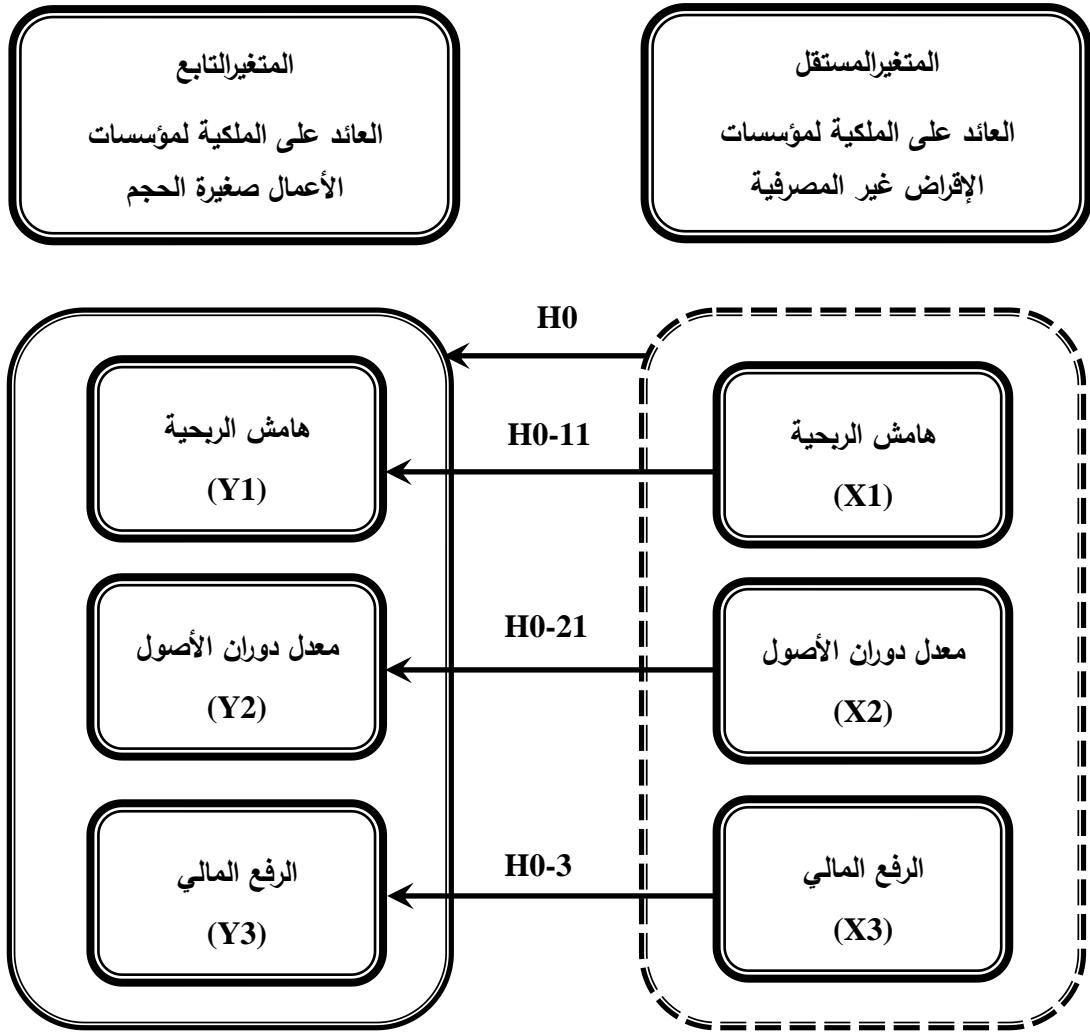 المتغيرالمستقل
العائد على الملكية لمؤسسات
الإقراض غير المصرفية
المتغيرالتابع
العائد على الملكية لمؤسسات
الأعمال صغيرة الحجم
H0
هامش الربحية
(X1)
H0-11
هامش الربحية
(Y1)
معدل دوران الأصول
(X2)
H0-21
معدل دوران الأصول
(Y2)
الرفع المالي
(X3)
H0-3
الرفع المالي
(Y3)